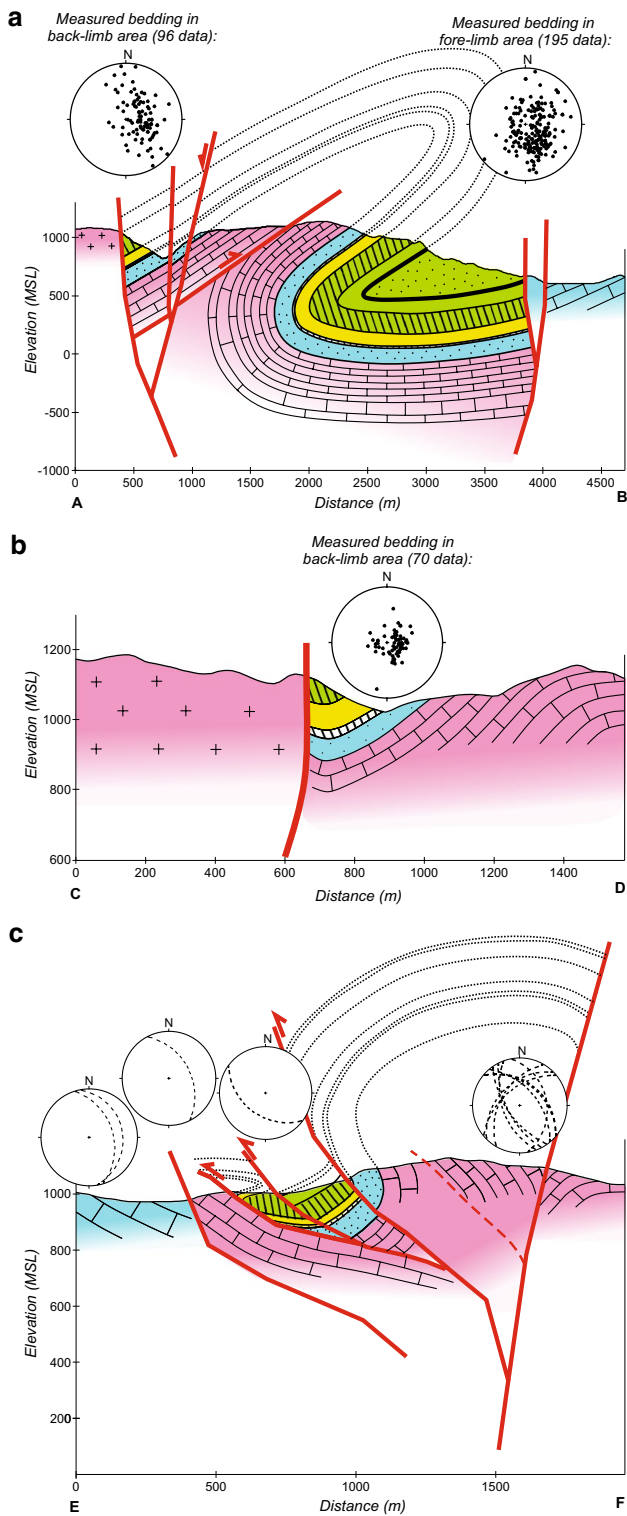 a
Measured bedding in
back-limb area (96 data):
N
Measured bedding in
fore-limb area (195 data):
N
Elevation (MSL)
1000
500
0
-500
-1000
0 500 1000 1500 2000 2500 3000 3500 4000 4500
A B
Distance (m)
b
Measured bedding in
back-limb area (70 data):
N
Elevation (MSL)
1200
1000
800
600
0 200 400 600 800 1000 1200 1400
C D
Distance (m)
c
N
N
N
N
Elevation (MSL)
1000
800
600
400
200
0
0
0 500 1000 1500
E F
Distance (m)